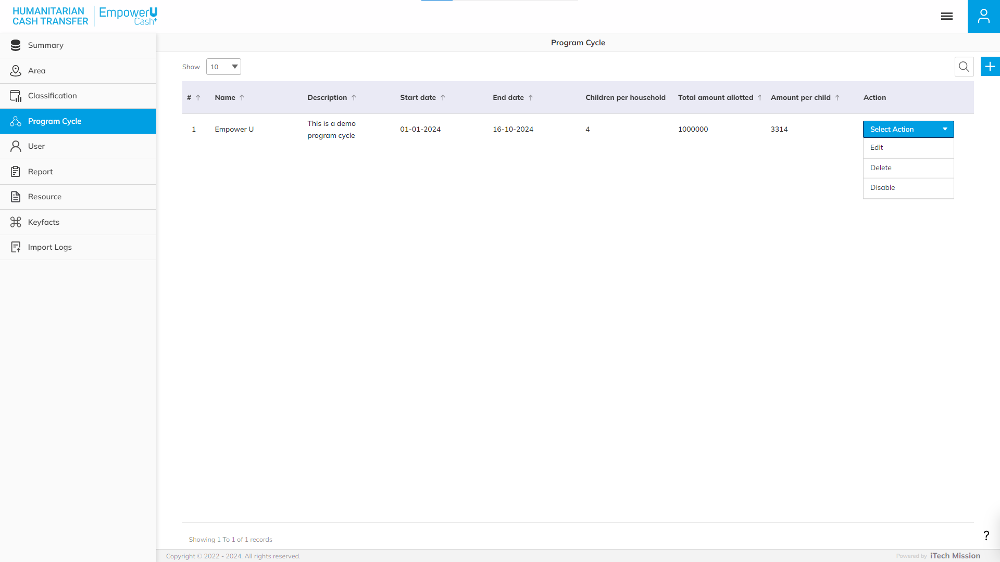 HUMANITARIAN
CASH TRANSFER
EmpowerU
Cash+
Summary
Area
Classification
Program Cycle
User
Report
Resource
Keyfacts
Import Logs
Program Cycle
Show 10
# Name Description Start date End date Children per household Total amount allotted Amount per child Action
1 Empower U This is a demo program cycle 01-01-2024 16-10-2024 4 1000000 3314 Select Action
Edit
Delete
Disable
Showing 1 To 1 of 1 records
?
Copyright © 2022 - 2024. All rights reserved.
Powered by iTech Mission